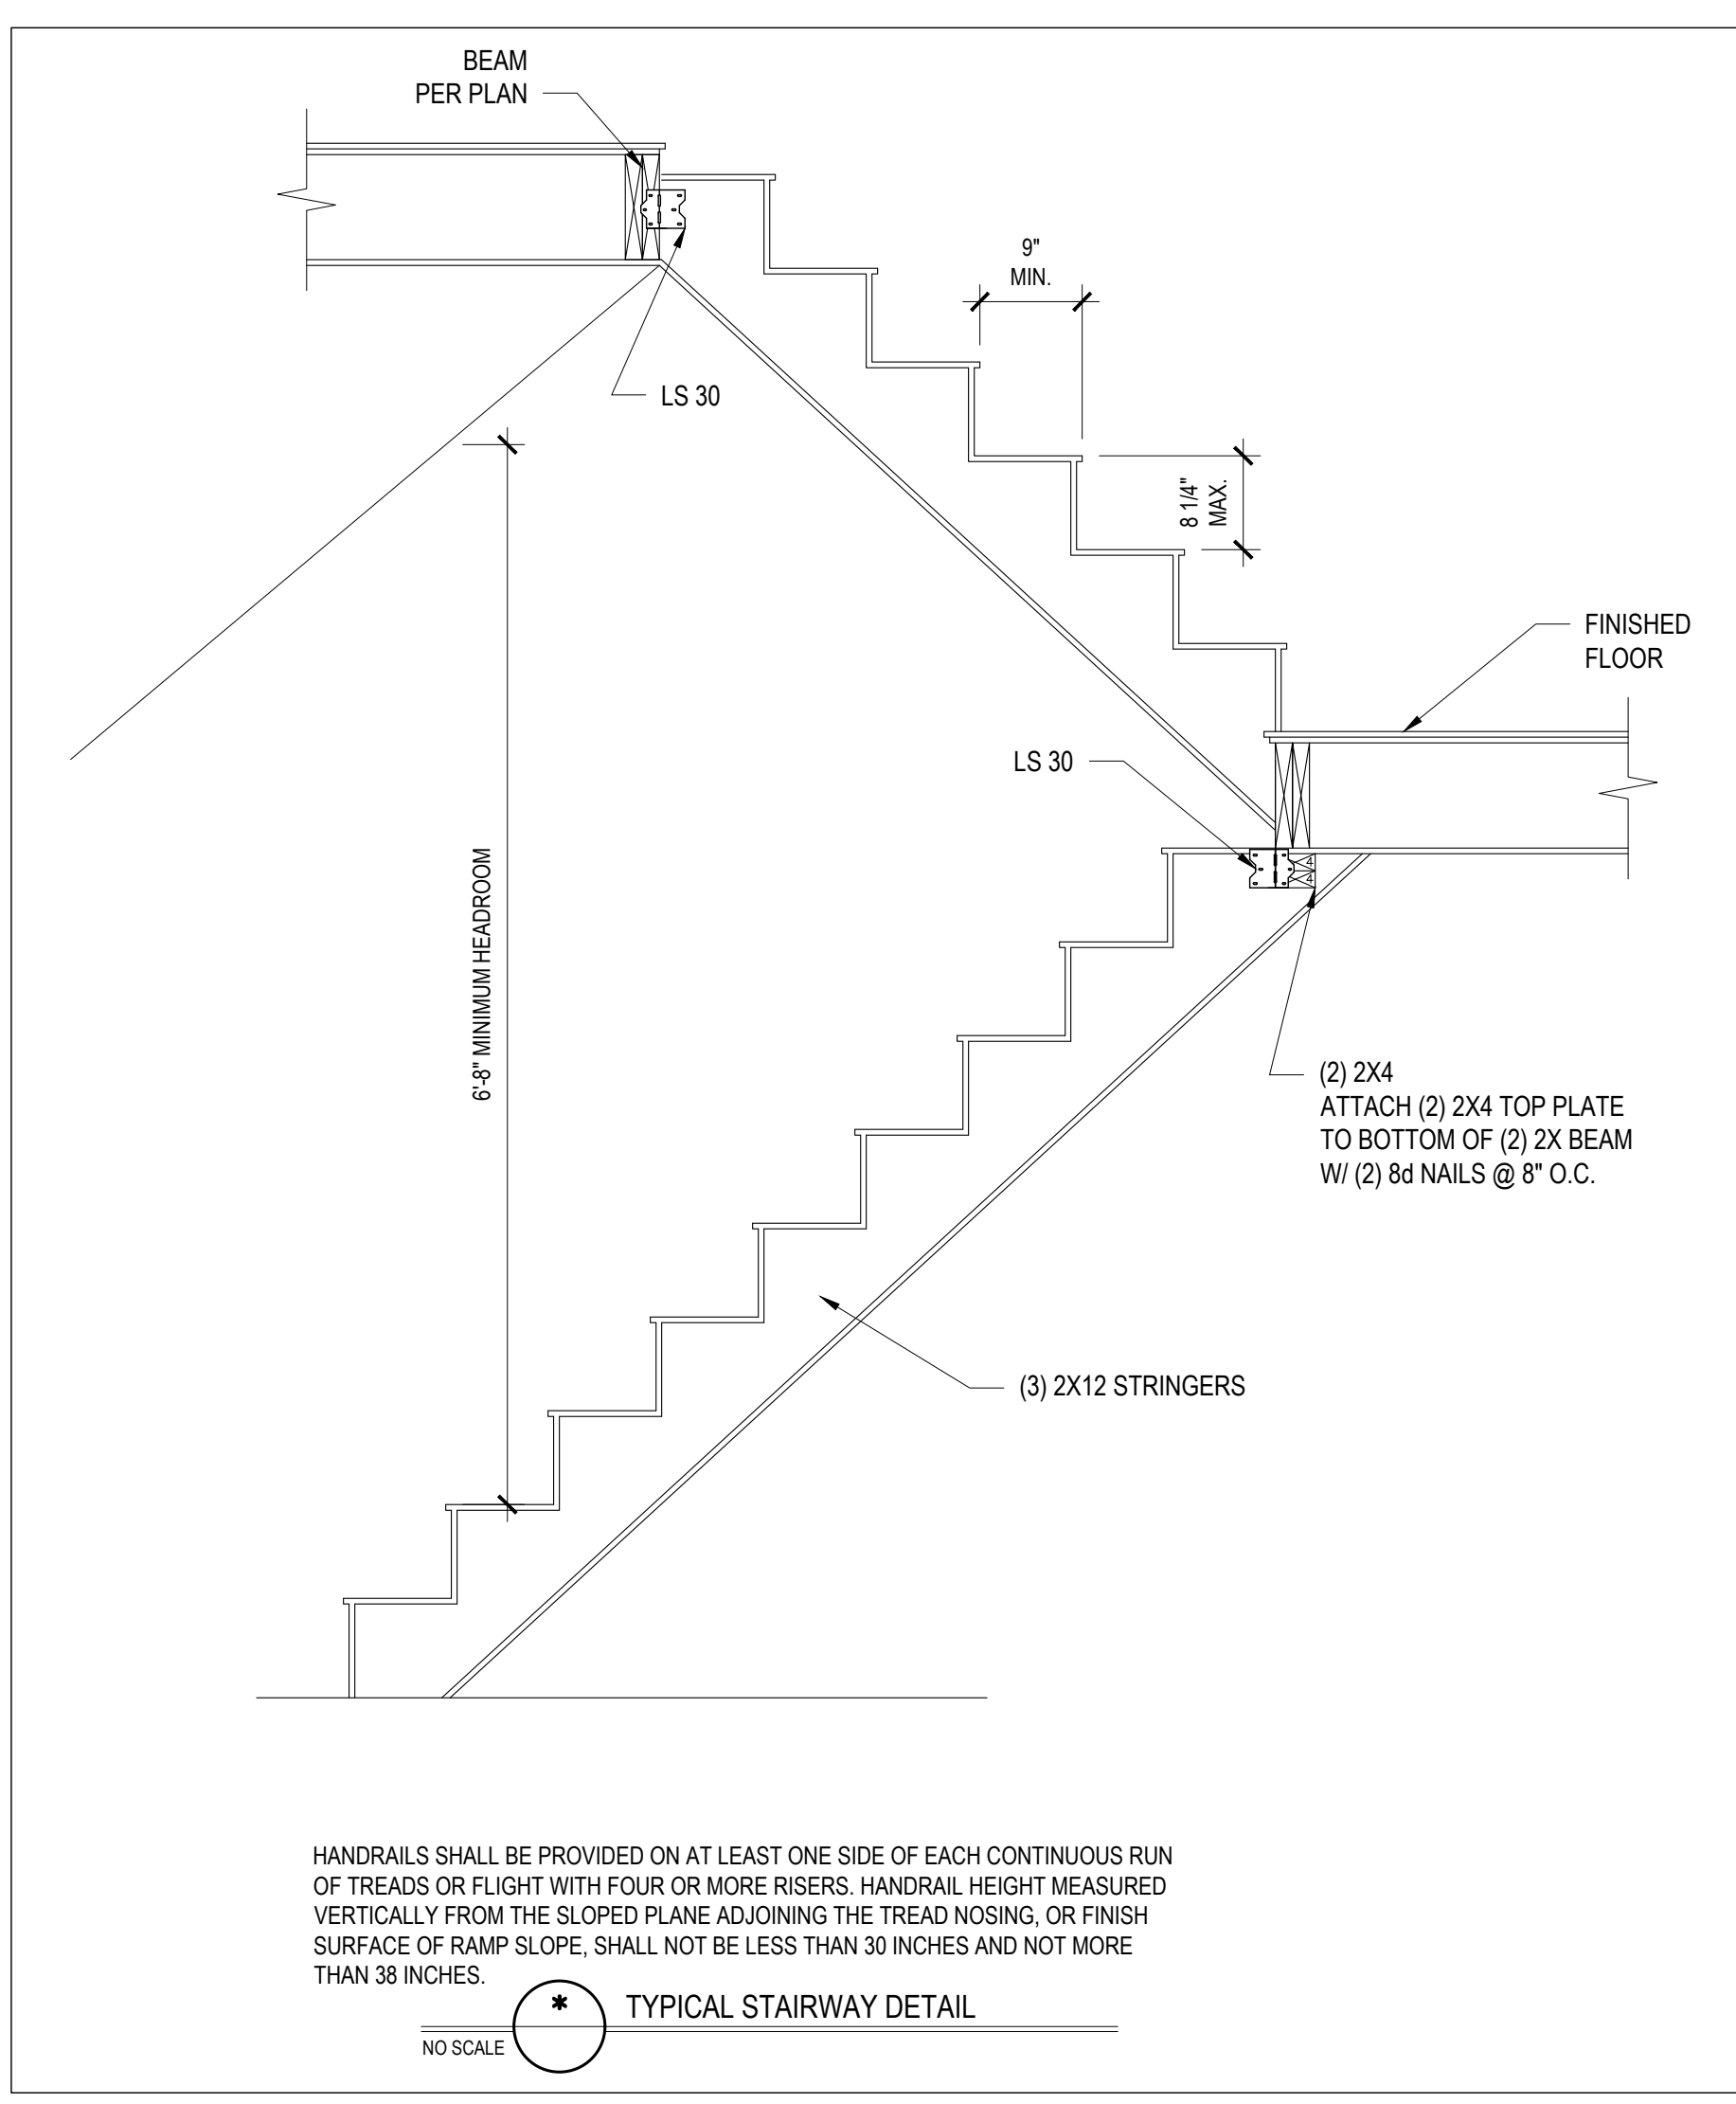 BEAM
PER PLAN
9"
MIN.
LS 30
8 1/4"
MAX.
FINISHED
FLOOR
LS 30
4
4
6'-8" MINIMUM HEADROOM
(2) 2X4
ATTACH (2) 2X4 TOP PLATE
TO BOTTOM OF (2) 2X BEAM
W/ (2) 8d NAILS @ 8" O.C.
(3) 2X12 STRINGERS
HANDRAILS SHALL BE PROVIDED ON AT LEAST ONE SIDE OF EACH CONTINUOUS RUN
OF TREADS OR FLIGHT WITH FOUR OR MORE RISERS. HANDRAIL HEIGHT MEASURED
VERTICALLY FROM THE SLOPED PLANE ADJOINING THE TREAD NOSING, OR FINISH
SURFACE OF RAMP SLOPE, SHALL NOT BE LESS THAN 30 INCHES AND NOT MORE
THAN 38 INCHES.
*
TYPICAL STAIRWAY DETAIL
NO SCALE